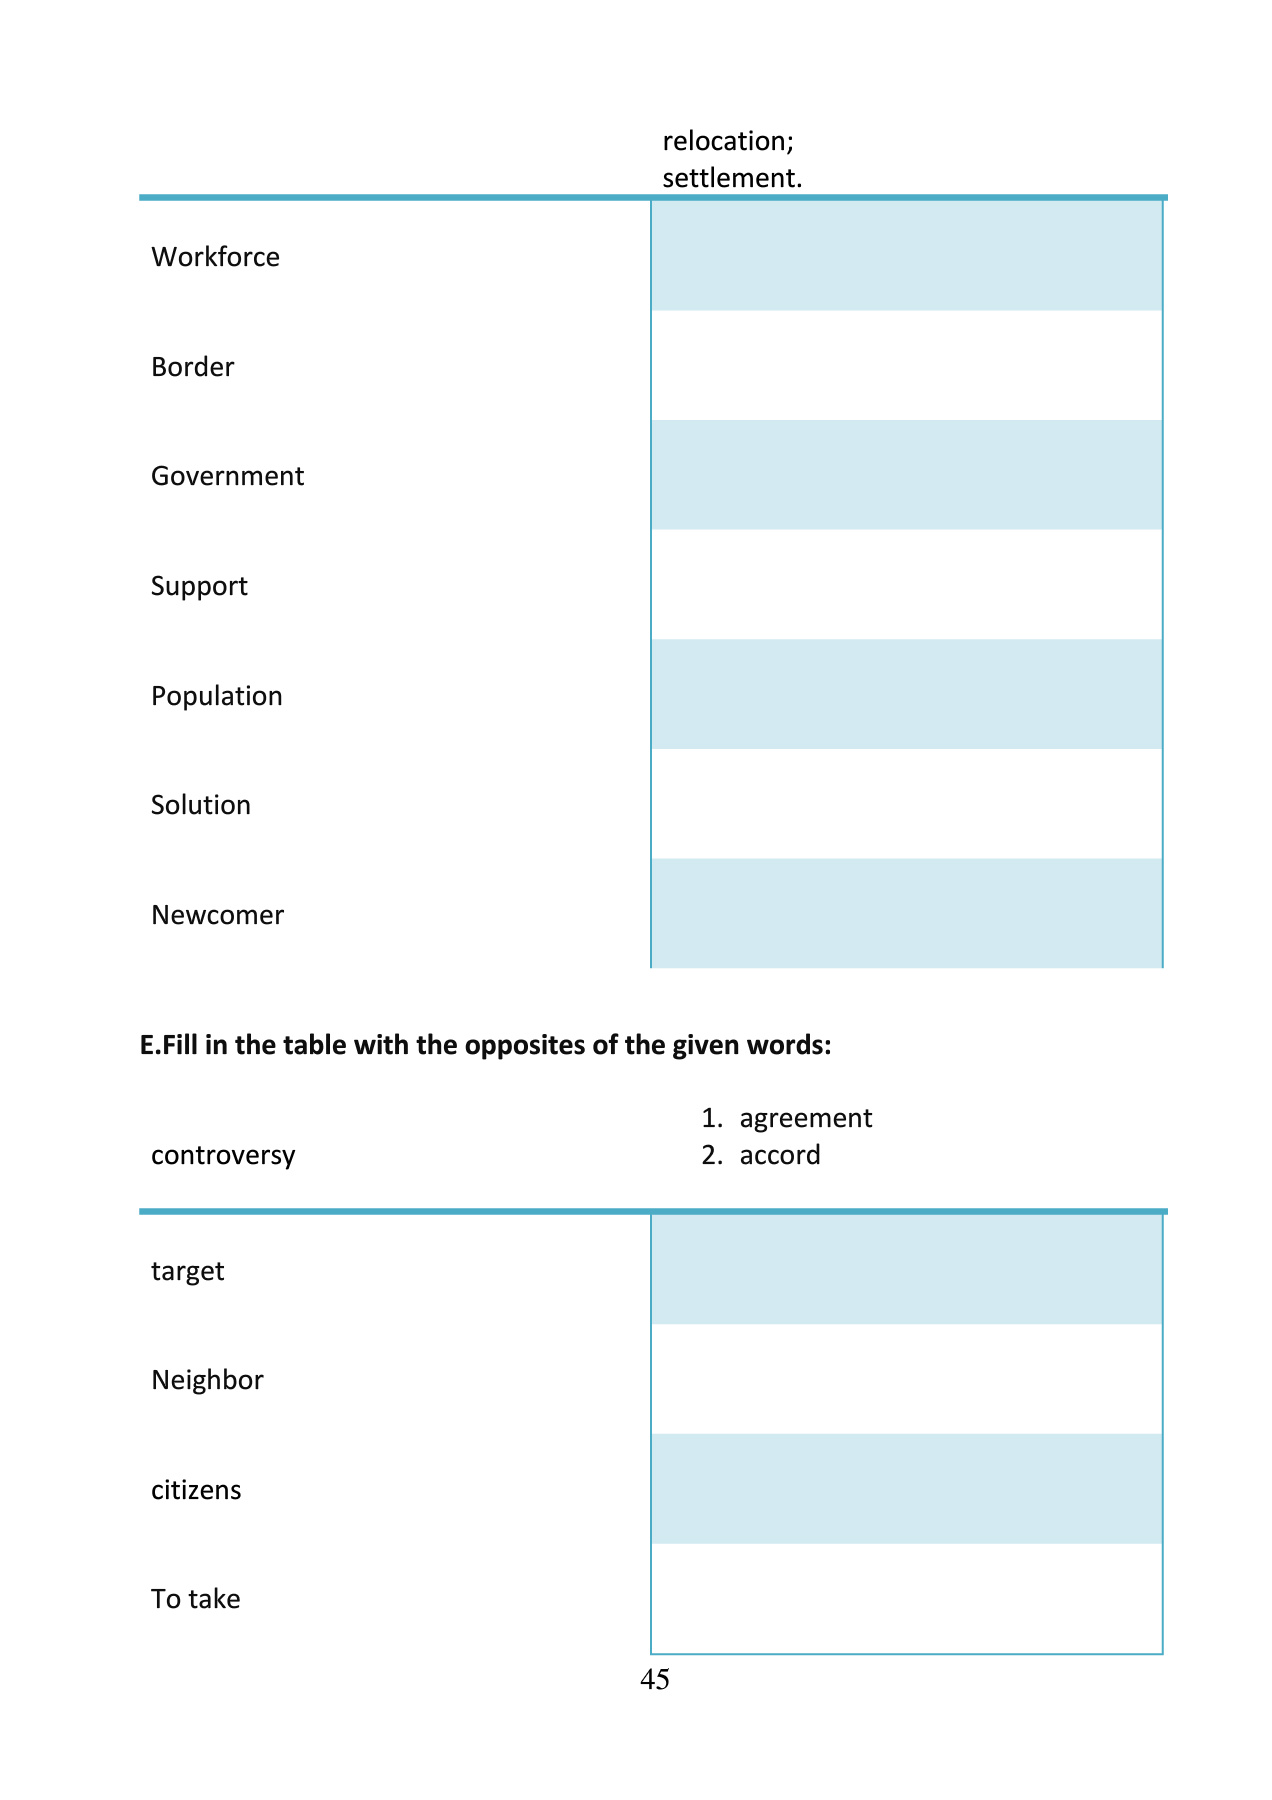 relocation;
settlement.
Workforce
Border
Government
Support
Population
Solution
Newcomer
E.Fill in the table with the opposites of the given words:
controversy
1. agreement
2. accord
target
Neighbor
citizens
To take
45